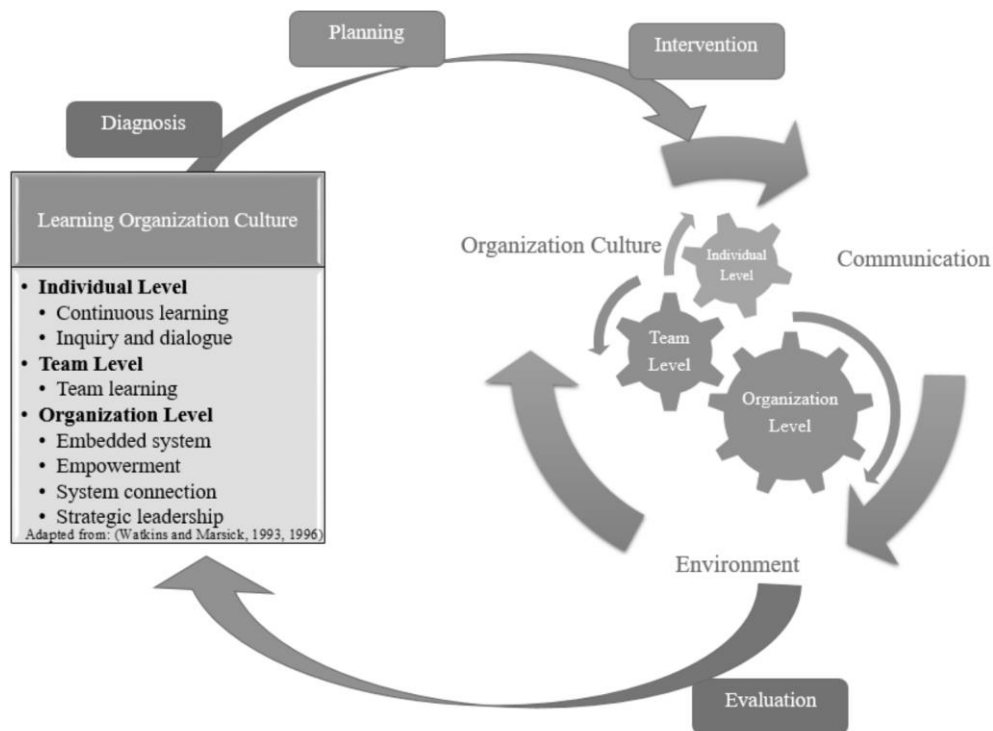 Planning
Intervention
Diagnosis
Learning Organization Culture
• Individual Level
• Continuous learning
• Inquiry and dialogue
• Team Level
• Team learning
• Organization Level
• Embedded system
• Empowerment
• System connection
• Strategic leadership
Adapted from: (Watkins and Marsick, 1993, 1996)
Organization Culture
Individual
Level
Communication
Team
Level
Organization
Level
Environment
Evaluation